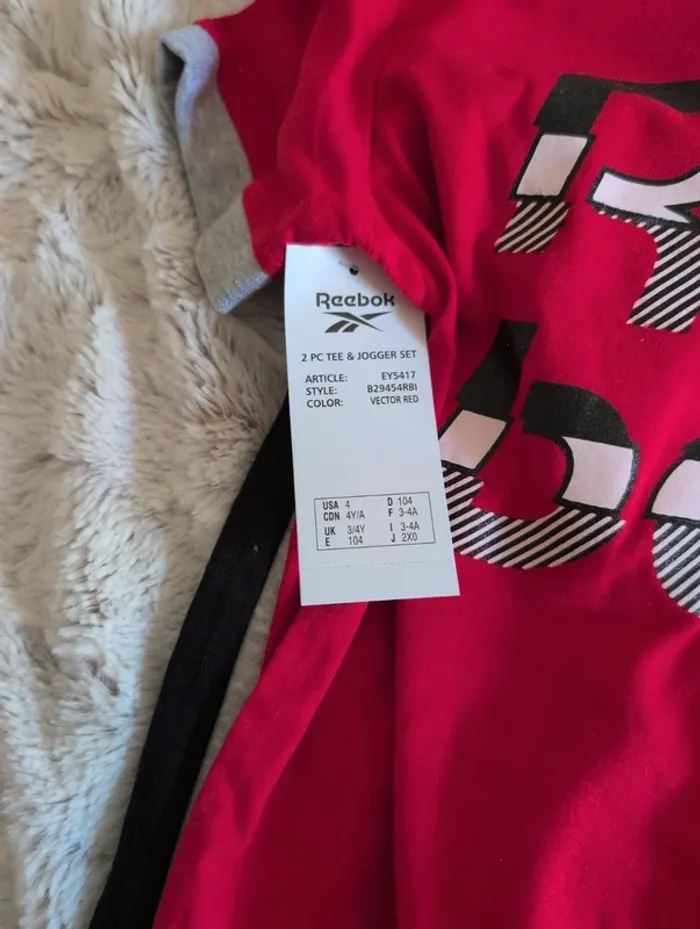 Reebok
2 PC TEE & JOGGER SET
ARTICLE: EY5417
STYLE: B29454RBI
COLOR: VECTOR RED
USA 4 D 104
CDN 4Y/A F 3-4A
UK 3/4Y I 3-4A
E 104 J 2X0